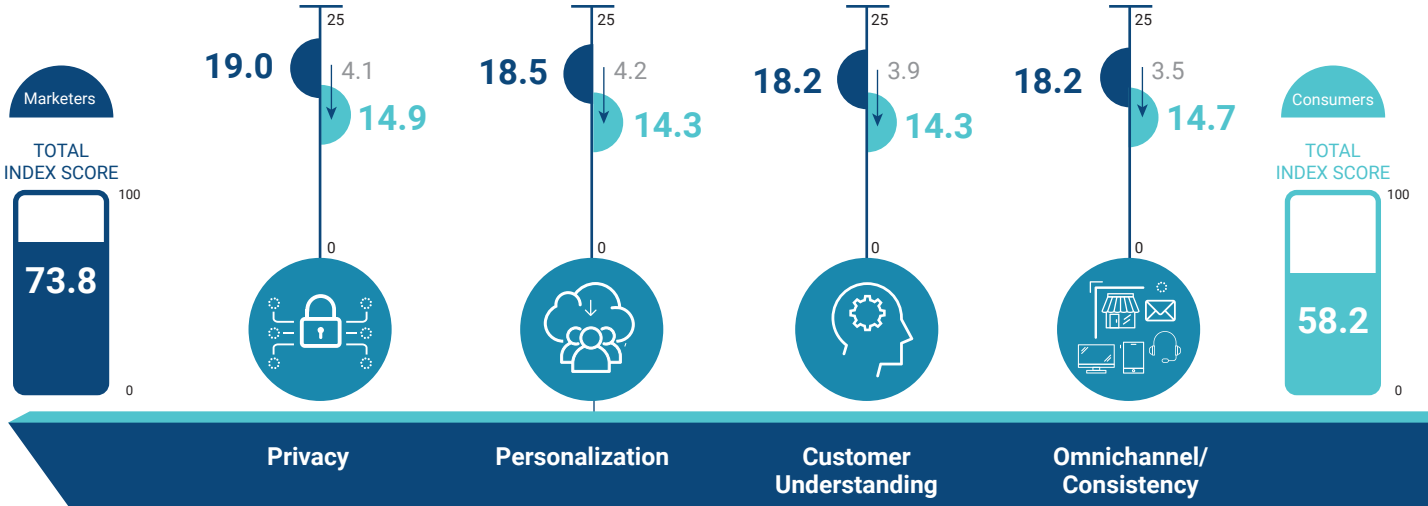 Marketers
TOTAL
INDEX SCORE
100
73.8
0
25
19.0
4.1
14.9
0
25
18.5
4.2
14.3
0
25
18.2
3.9
14.3
0
25
18.2
3.5
14.7
0
Consumers
TOTAL
INDEX SCORE
100
58.2
0
Privacy
Personalization
Customer
Understanding
Omnichannel/
Consistency